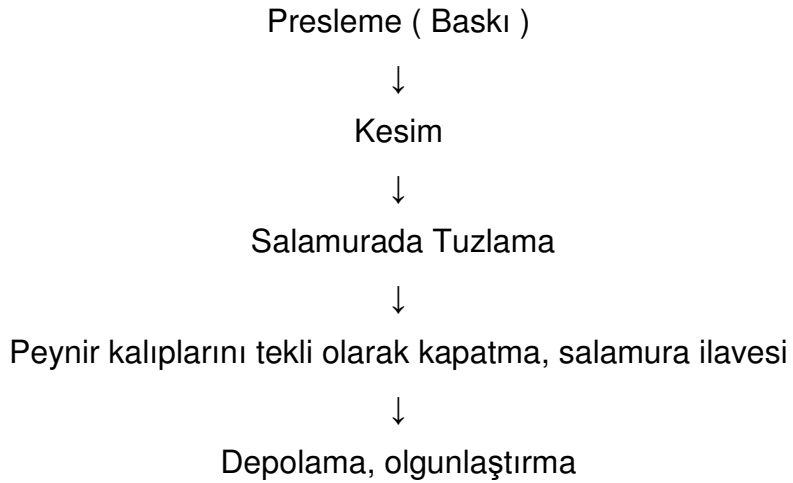 Presleme ( Baskı )
↓
Kesim
↓
Salamurada Tuzlama
↓
Peynir kalıplarını tekli olarak kapatma, salamura ilavesi
↓
Depolama, olgunlaştırma